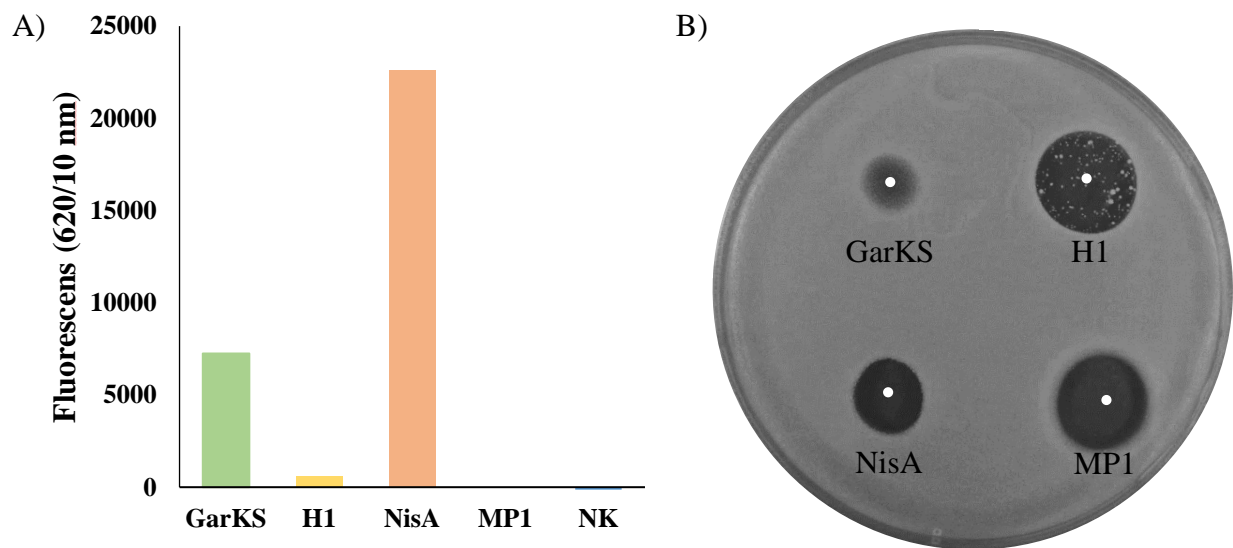 A)
Fluorescens (620/10 nm)
25000
20000
15000
10000
5000
0
GarKS H1 NisA MP1 NK
B)
GarKS H1
NisA MP1